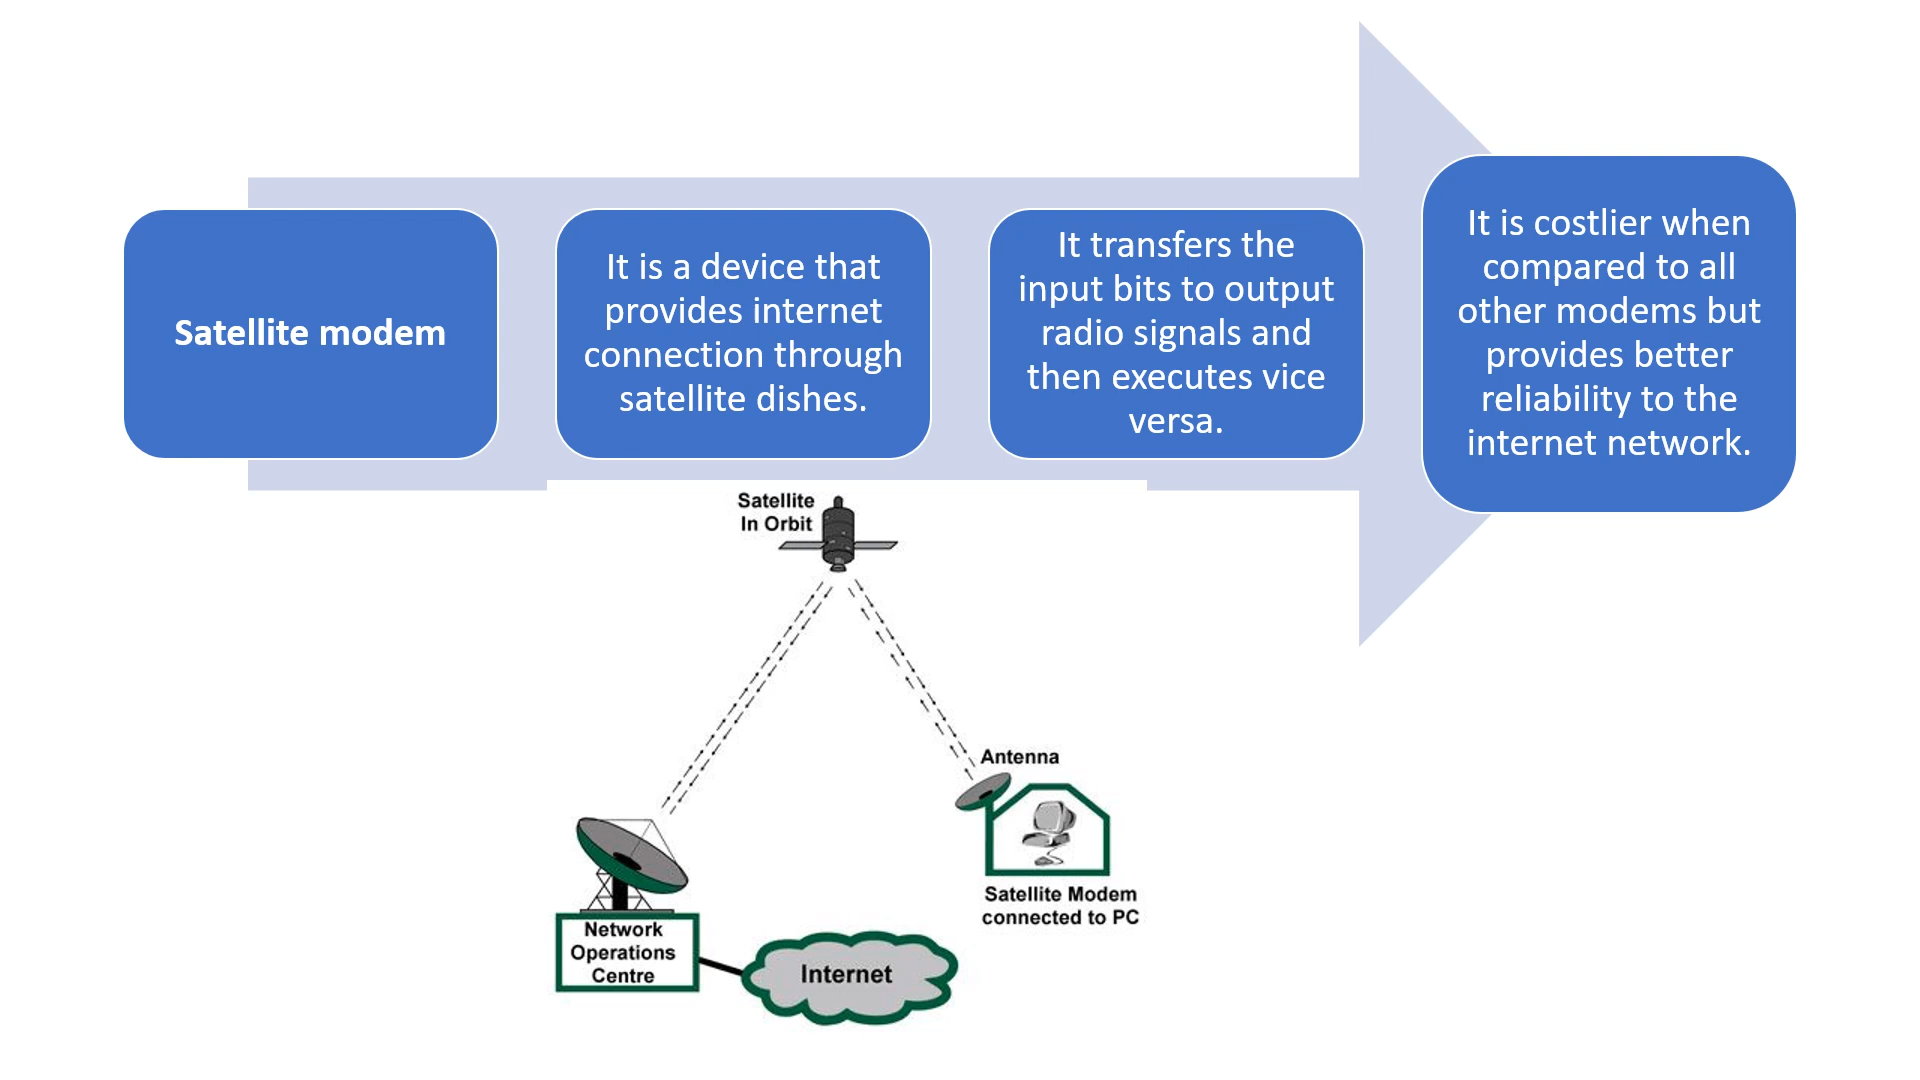 Satellite modem
It is a device that
provides internet
connection through
satellite dishes.
It transfers the
input bits to output
radio signals and
then executes vice
versa.
It is costlier when
compared to all
other modems but
provides better
reliability to the
internet network.
Satellite
In Orbit
Antenna
Satellite Modem
connected to PC
Network
Operations
Centre
Internet